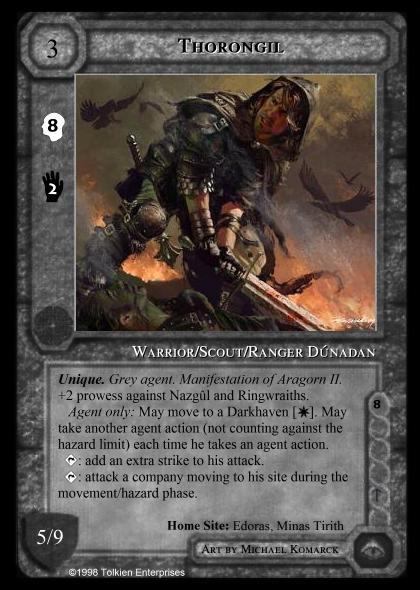 3
Thorongil
8
2
Warrior/Scout/Ranger Dúnadan
Unique. Grey agent. Manifestation of Aragorn II.
+2 prowess against Nazgûl and Ringwraiths.
Agent only: May move to a Darkhaven [✷]. May
take another agent action (not counting against the
hazard limit) each time he takes an agent action.
: add an extra strike to his attack.
: attack a company moving to his site during the
movement/hazard phase.
8
Home Site: Edoras, Minas Tirith
5/9
Art by Michael Komarck
©1998 Tolkien Enterprises